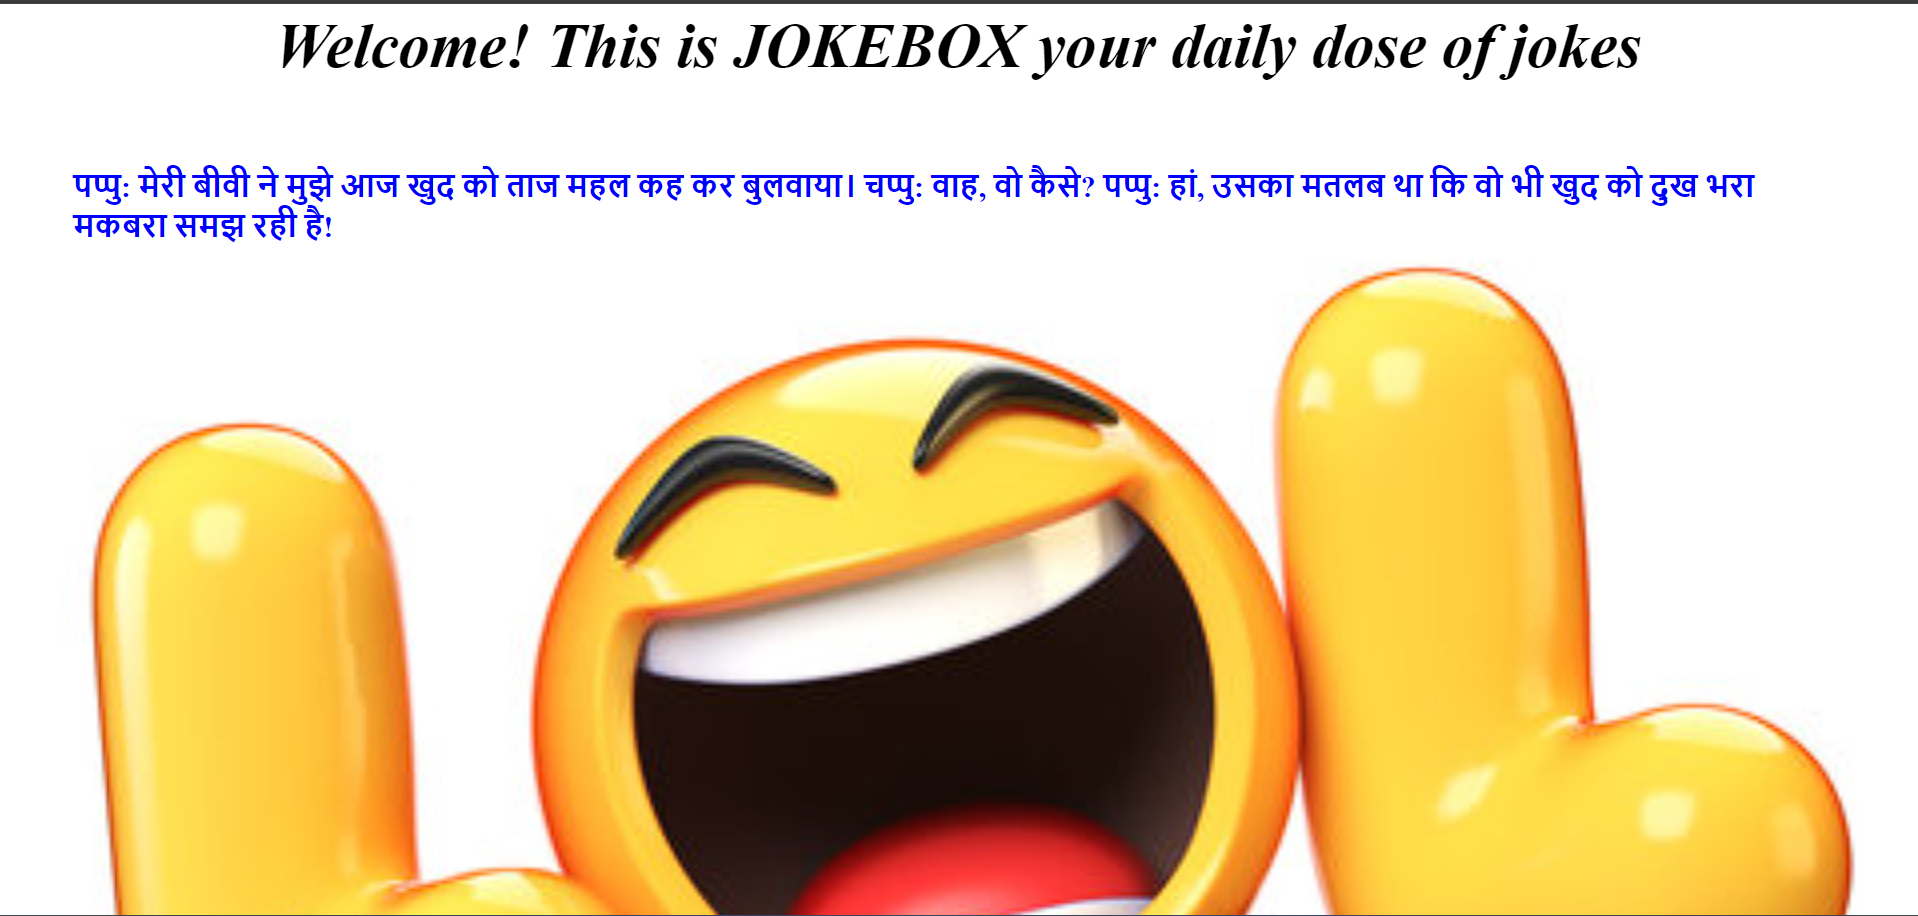 Welcome! This is JOKEBOX your daily dose of jokes
पप्पु: मेरी बीवी ने मुझे आज खुद को ताज महल कह कर बुलवाया। चप्पु: वाह, वो कैसे? पप्पु: हां, उसका मतलब था कि वो भी खुद को दुख भरा
मकबरा समझ रही है!